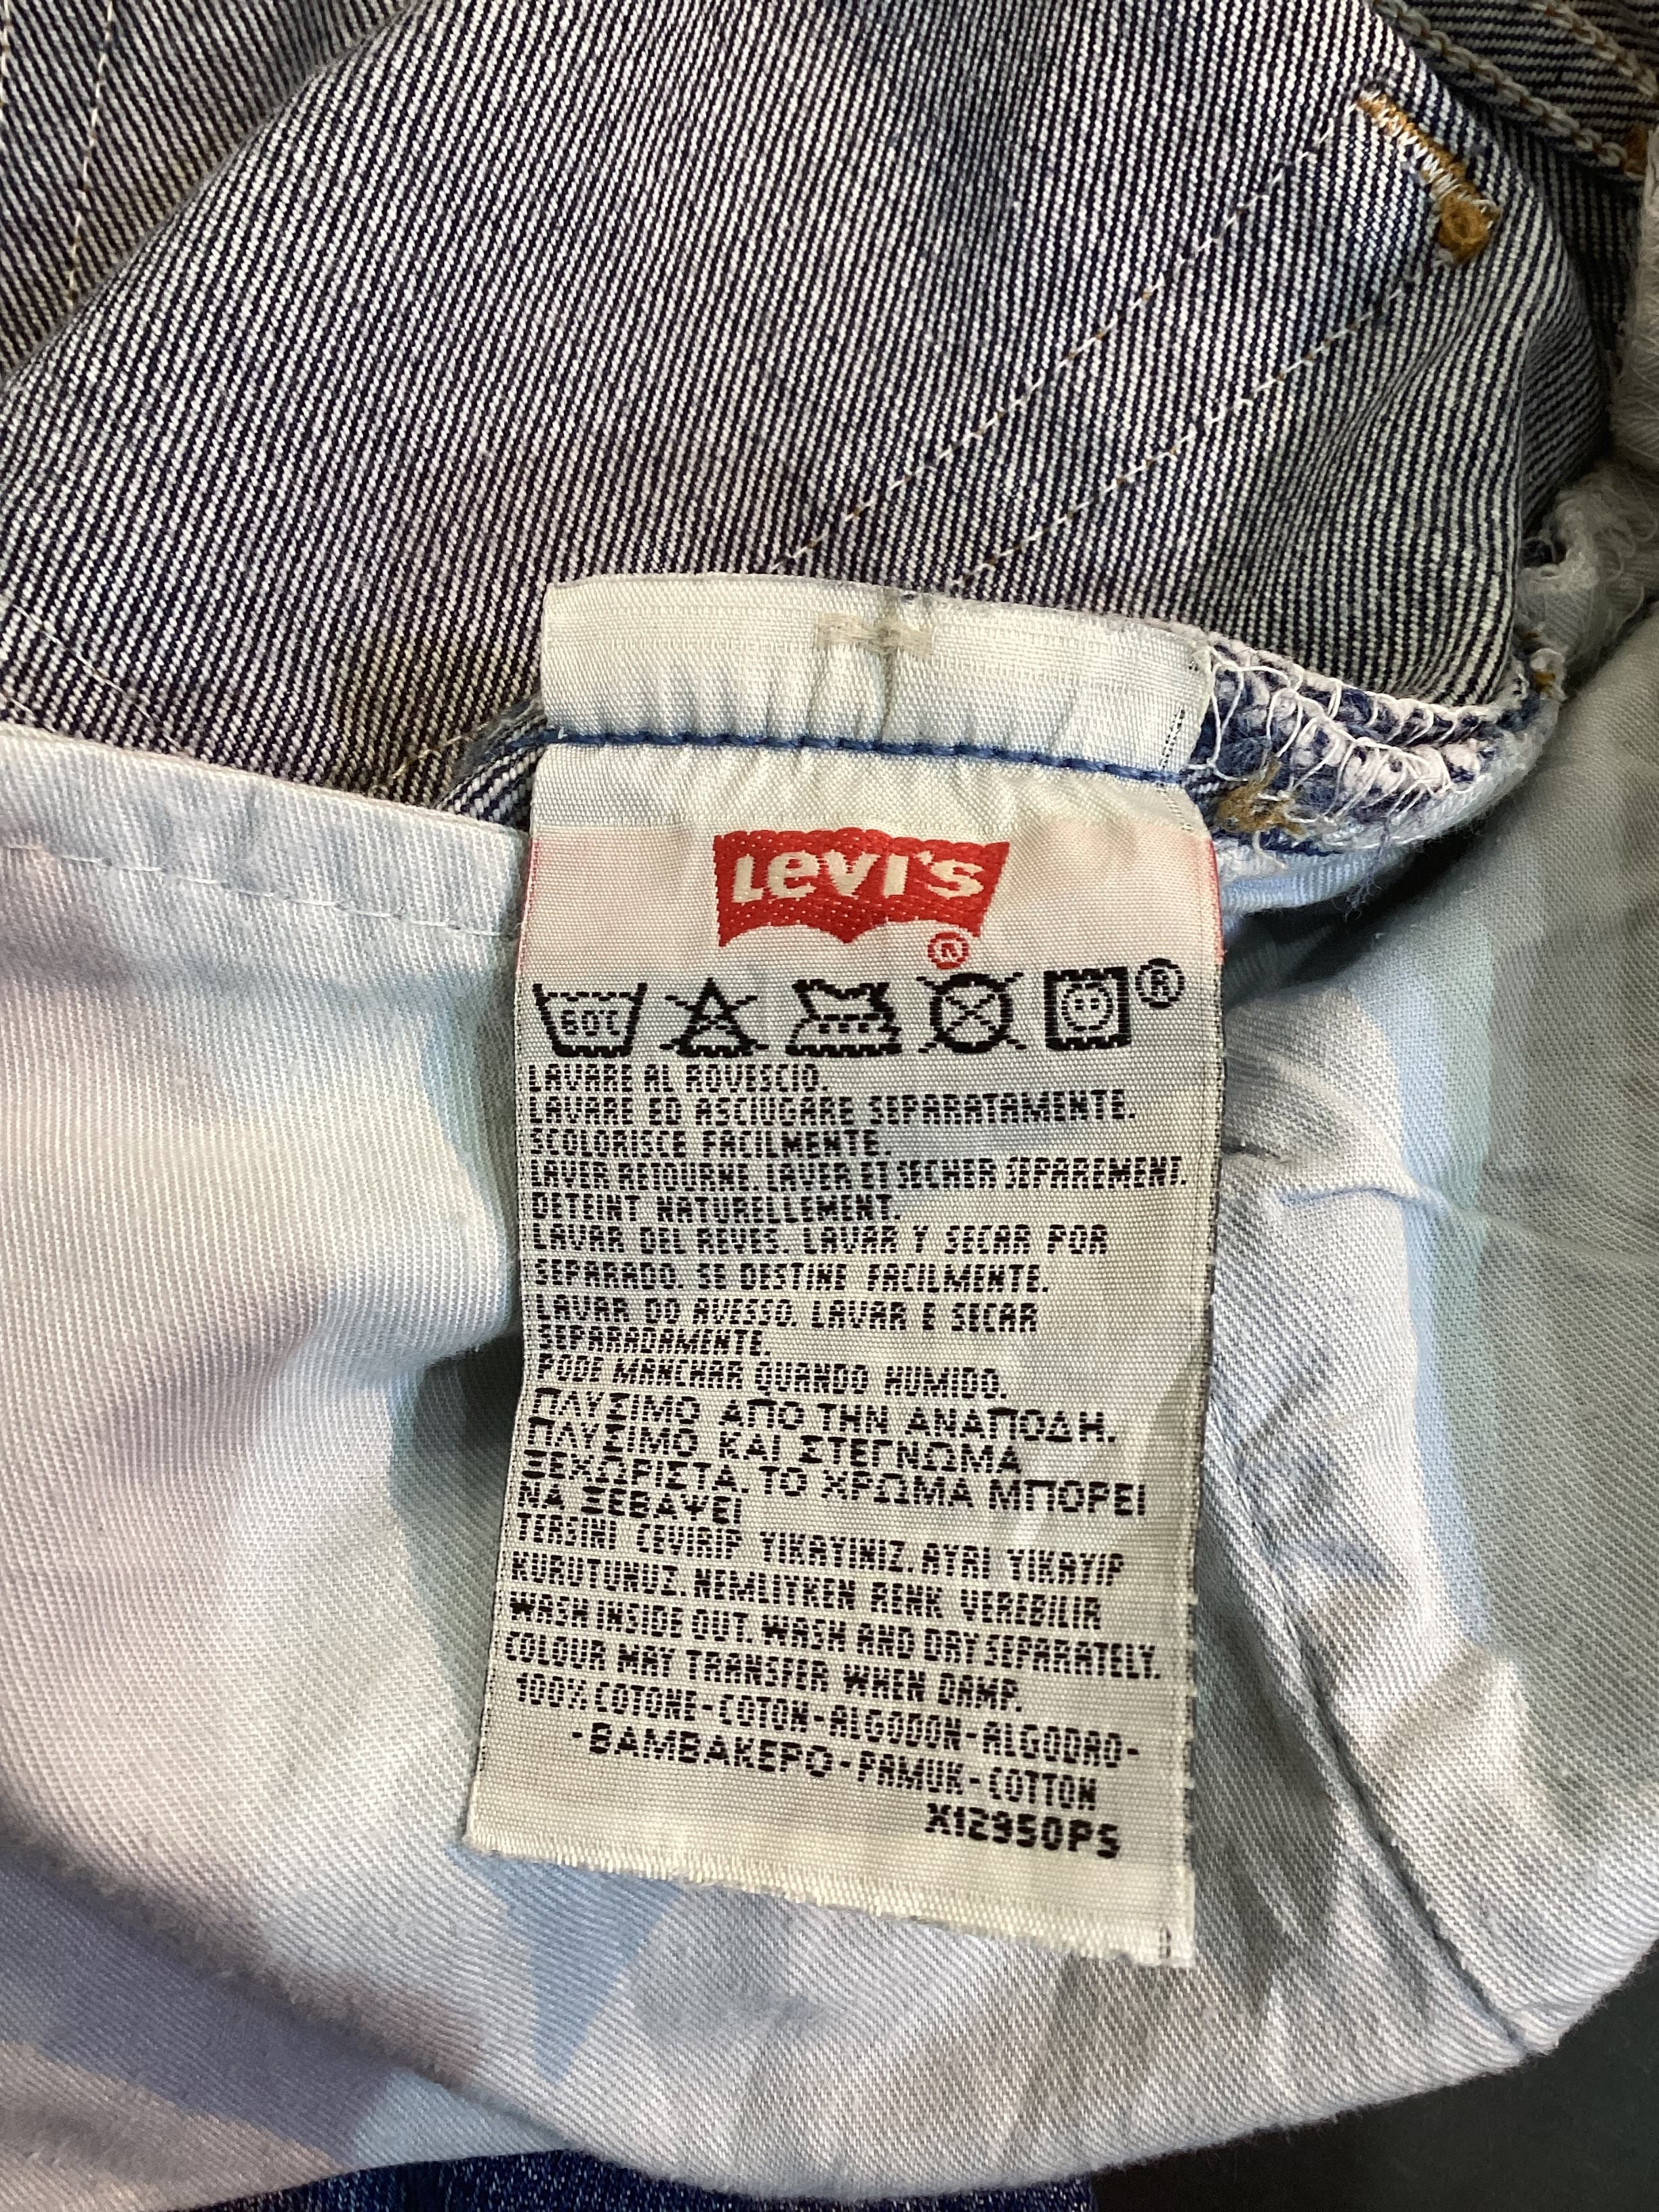 LEVI'S
®
60°C
®
LAVARE AL ROVESCIO.
LAVARE ED ASCIUGARE SEPARATAMENTE.
SCOLORISCE FACILMENTE.
LAVER RETOURNE. LAVER ET SECHER SEPAREMENT.
DETEINT NATURELLEMENT.
LAVAR DEL REVES. LAVAR Y SECAR POR
SEPARADO. SE DESTIÑE FACILMENTE.
LAVAR DO AVESSO. LAVAR E SECAR
SEPARADAMENTE.
PODE MANCHAR QUANDO HUMIDO.
ΠΛΥΣΙΜΟ ΑΠΟ ΤΗΝ ΑΝΑΠΟΔΗ.
ΠΛΥΣΙΜΟ ΚΑΙ ΣΤΕΓΝΩΜΑ
ΞΕΧΩΡΙΣΤΑ. ΤΟ ΧΡΩΜΑ ΜΠΟΡΕΙ
ΝΑ ΞΕΒΑΨΕΙ
TERSINI ÇEVIRIP YIKAYINIZ. AYRI YIKAYIP
KURUTUNUZ. NEMLIYKEN RENK VEREBILIR
WASH INSIDE OUT. WASH AND DRY SEPARATELY.
COLOUR MAY TRANSFER WHEN DAMP.
100% COTONE-COTON-ALGODON-ALGODAO-
-ΒΑΜΒΑΚΕΡΟ-PAMUK-COTTON
X12950PS